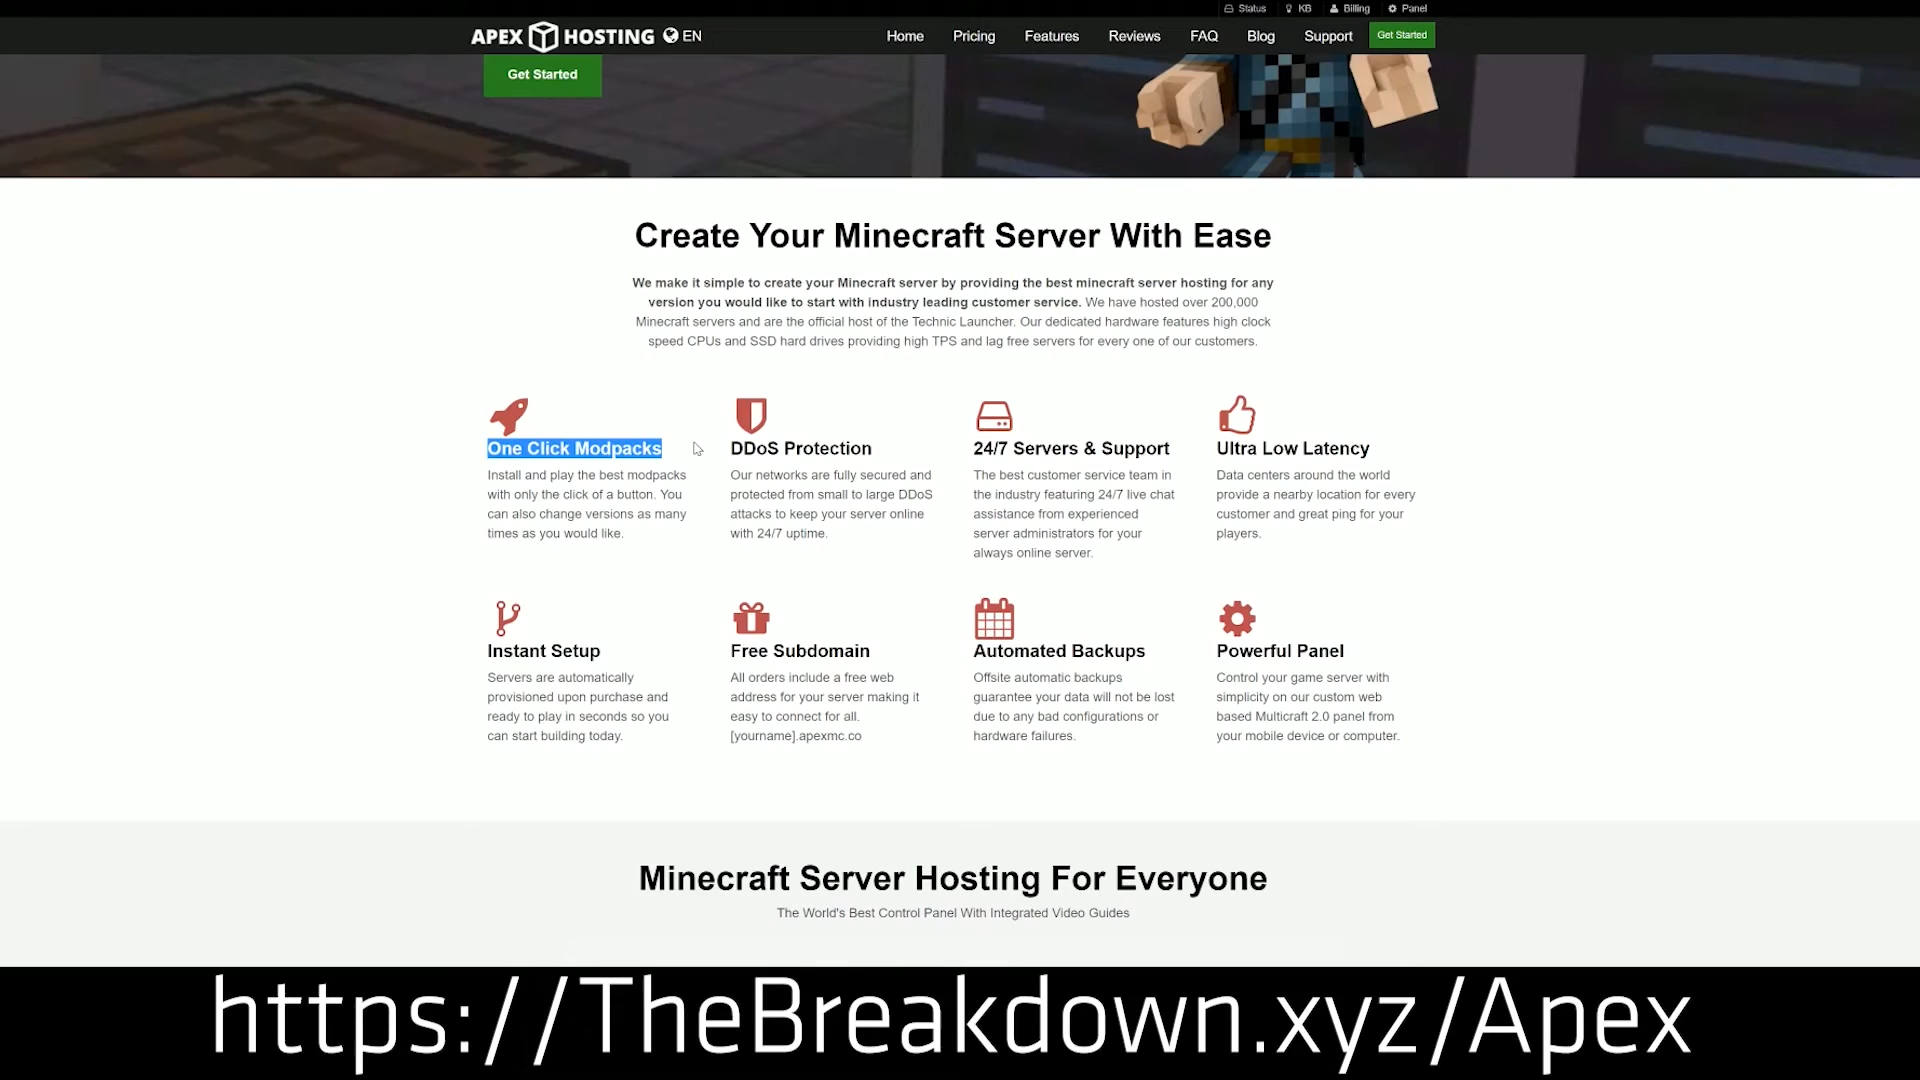 Status KB Billing Panel
APEX HOSTING EN Home Pricing Features Reviews FAQ Blog Support Get Started
Get Started
Create Your Minecraft Server With Ease
We make it simple to create your Minecraft server by providing the best minecraft server hosting for any
version you would like to start with industry leading customer service. We have hosted over 200,000
Minecraft servers and are the official host of the Technic Launcher. Our dedicated hardware features high clock
speed CPUs and SSD hard drives providing high TPS and lag free servers for every one of our customers.
One Click Modpacks
Install and play the best modpacks
with only the click of a button. You
can also change versions as many
times as you would like.
DDoS Protection
Our networks are fully secured and
protected from small to large DDoS
attacks to keep your server online
with 24/7 uptime.
24/7 Servers & Support
The best customer service team in
the industry featuring 24/7 live chat
assistance from experienced
server administrators for your
always online server.
Ultra Low Latency
Data centers around the world
provide a nearby location for every
customer and great ping for your
players.
Instant Setup
Servers are automatically
provisioned upon purchase and
ready to play in seconds so you
can start building today.
Free Subdomain
All orders include a free web
address for your server making it
easy to connect for all.
[yourname].apexmc.co
Automated Backups
Offsite automatic backups
guarantee your data will not be lost
due to any bad configurations or
hardware failures.
Powerful Panel
Control your game server with
simplicity on our custom web
based Multicraft 2.0 panel from
your mobile device or computer.
Minecraft Server Hosting For Everyone
The World's Best Control Panel With Integrated Video Guides
https://TheBreakdown.xyz/Apex